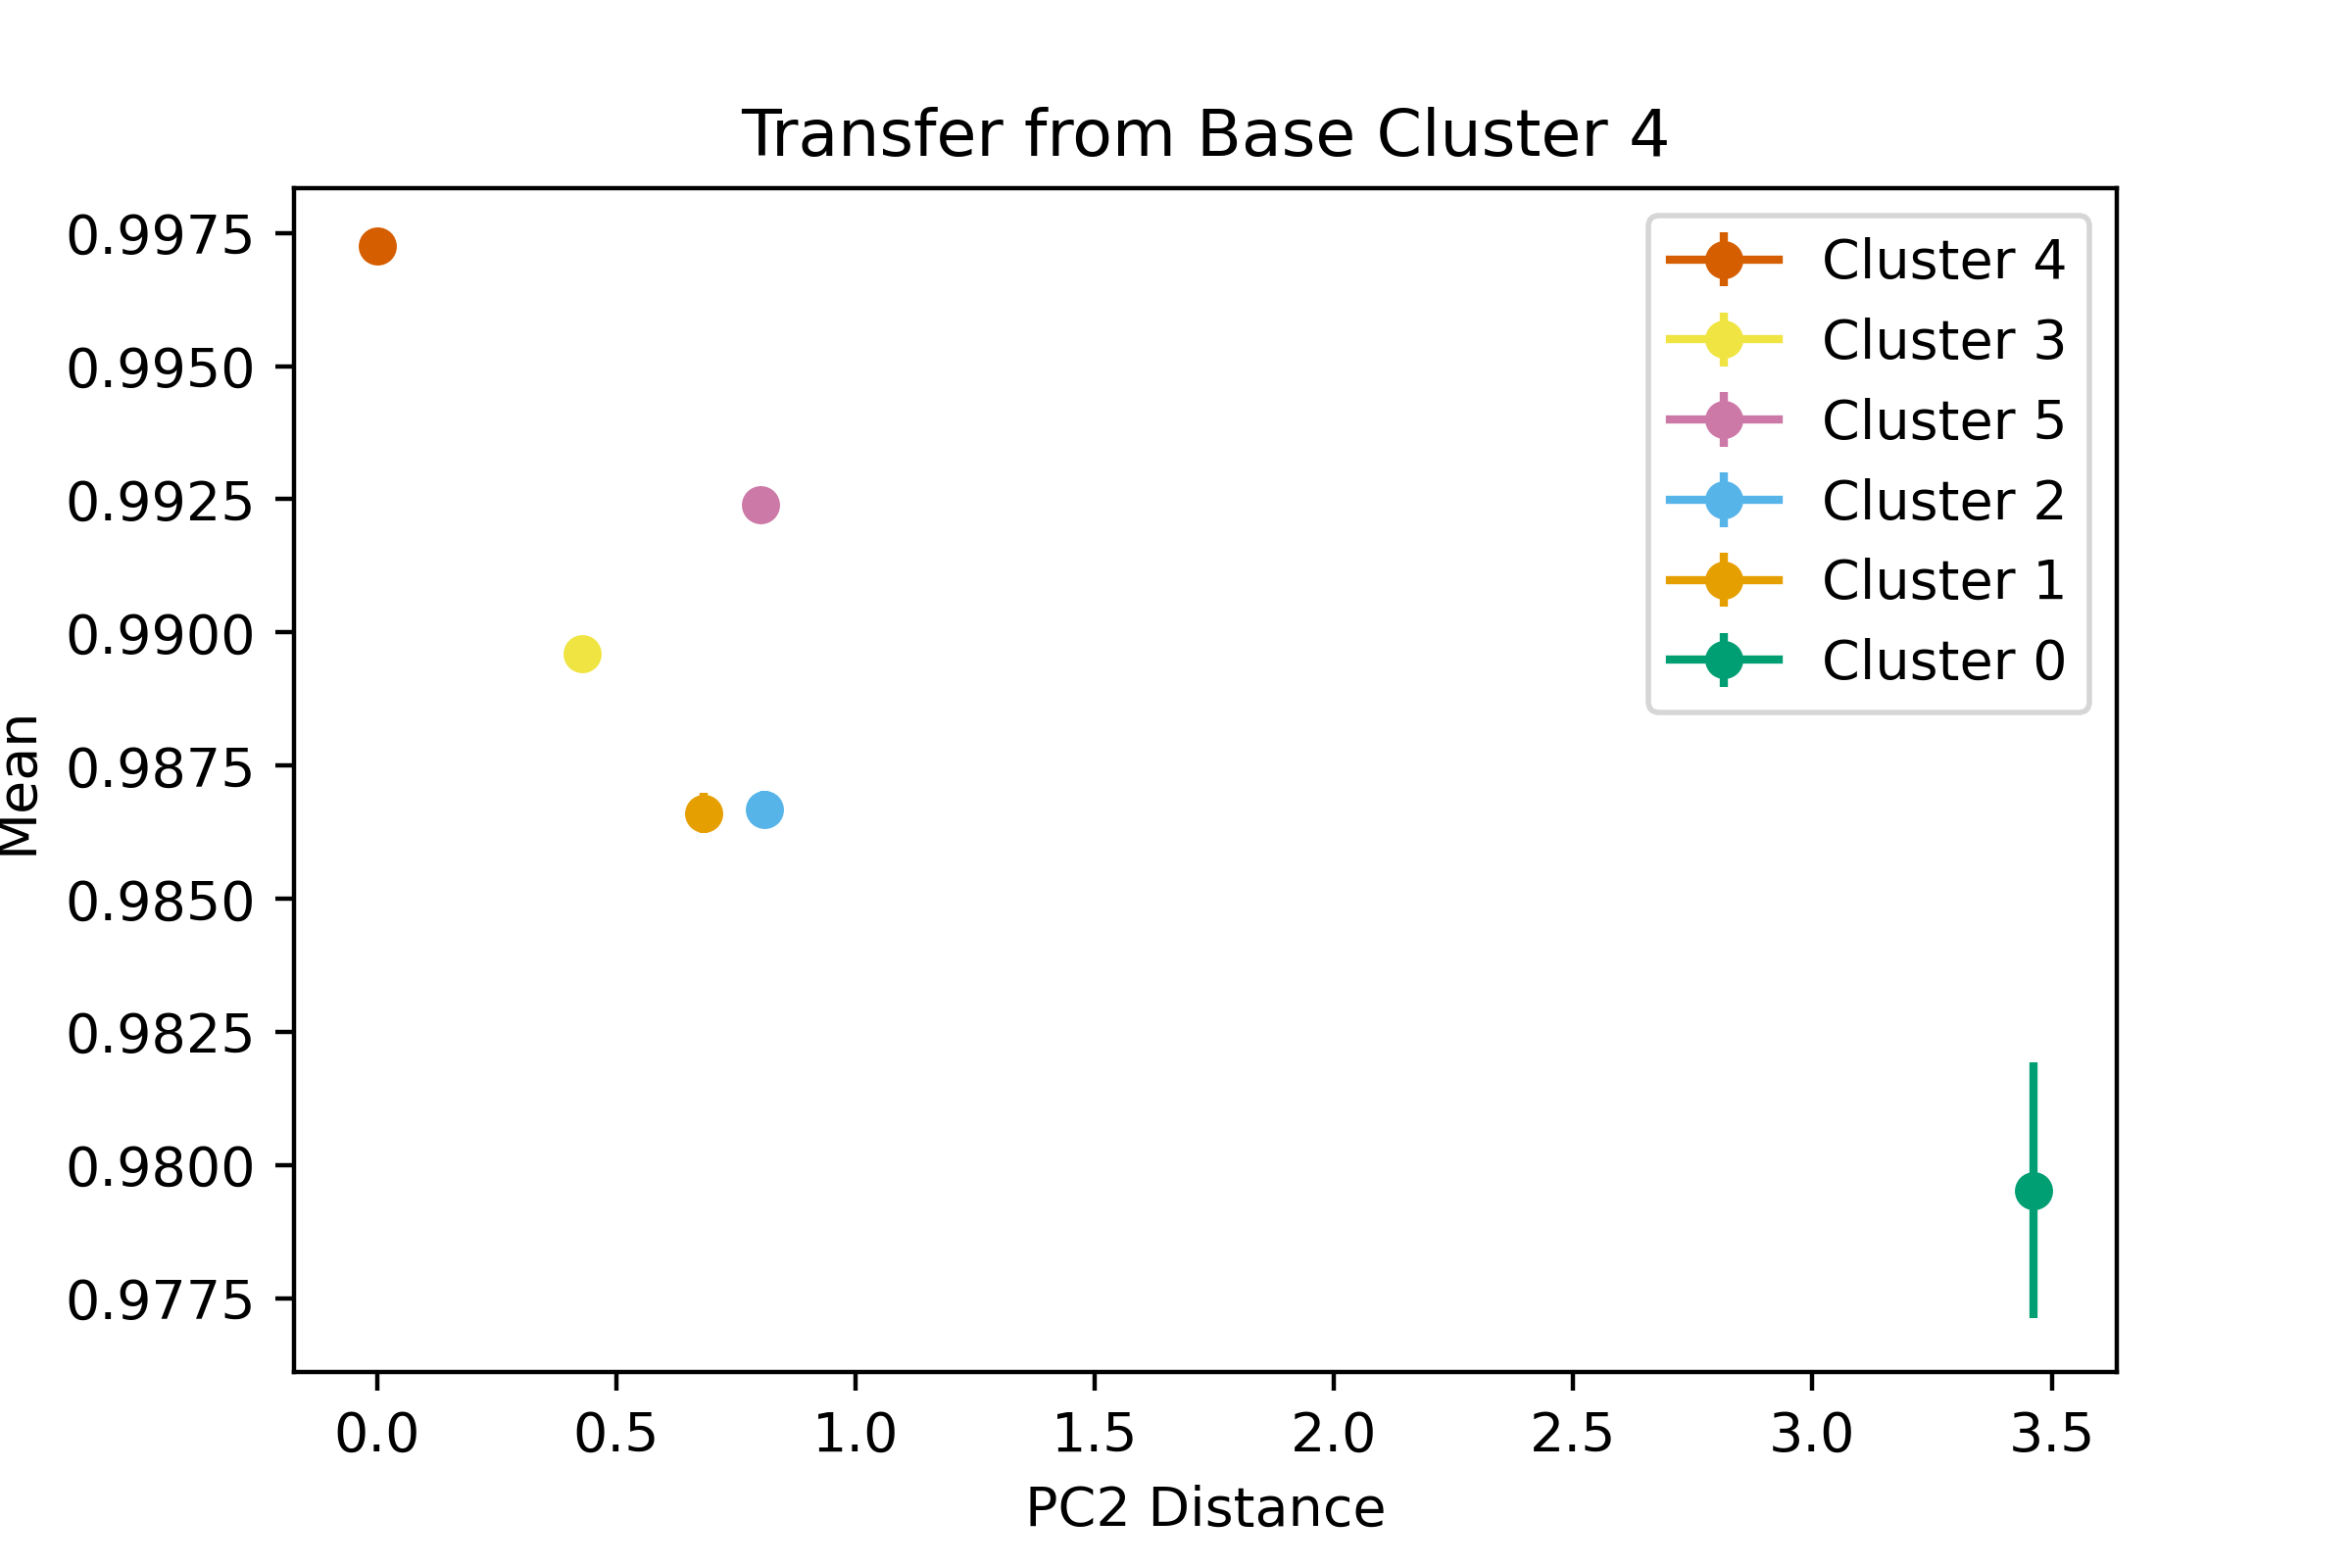 Transfer from Base Cluster 4
0.9975
0.9950
0.9925
0.9900
0.9875
0.9850
0.9825
0.9800
0.9775
Mean
Cluster 4
Cluster 3
Cluster 5
Cluster 2
Cluster 1
Cluster 0
0.0 0.5 1.0 1.5 2.0 2.5 3.0 3.5
PC2 Distance